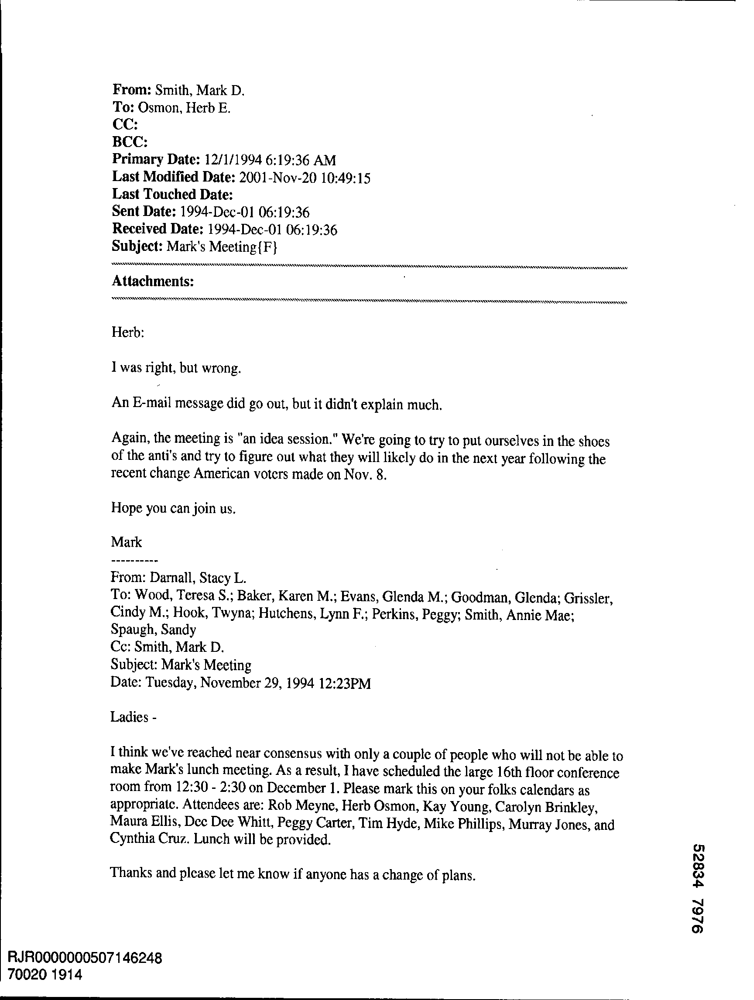 From: Smith, Mark D.
To: Osmon, Herb E.
CC:
BCC:
Primary Date: 12/1/1994 6:19:36 AM
Last Modified Date: 2001-Nov-20 10:49:15
Last Touched Date:
Sent Date: 1994-Dec-01 06:19:36
Received Date: 1994-Dec-01 06:19:36
Subject: Mark's Meeting{F}
Attachments:
Herb:
I was right, but wrong.
An E-mail message did go out, but it didn't explain much.
Again, the meeting is "an idea session." We're going to try to put ourselves in the shoes
of the anti's and try to figure out what they will likely do in the next year following the
recent change American voters made on Nov. 8.
Hope you can join us.
Mark
----------
From: Darnall, Stacy L.
To: Wood, Teresa S.; Baker, Karen M.; Evans, Glenda M.; Goodman, Glenda; Grissler,
Cindy M.; Hook, Twyna; Hutchens, Lynn F.; Perkins, Peggy; Smith, Annie Mae;
Spaugh, Sandy
Cc: Smith, Mark D.
Subject: Mark's Meeting
Date: Tuesday, November 29, 1994 12:23PM
Ladies -
I think we've reached near consensus with only a couple of people who will not be able to
make Mark's lunch meeting. As a result, I have scheduled the large 16th floor conference
room from 12:30 - 2:30 on December 1. Please mark this on your folks calendars as
appropriate. Attendees are: Rob Meyne, Herb Osmon, Kay Young, Carolyn Brinkley,
Maura Ellis, Dee Dee Whitt, Peggy Carter, Tim Hyde, Mike Phillips, Murray Jones, and
Cynthia Cruz. Lunch will be provided.
Thanks and please let me know if anyone has a change of plans.
52834 7976
RJR0000000507146248
70020 1914